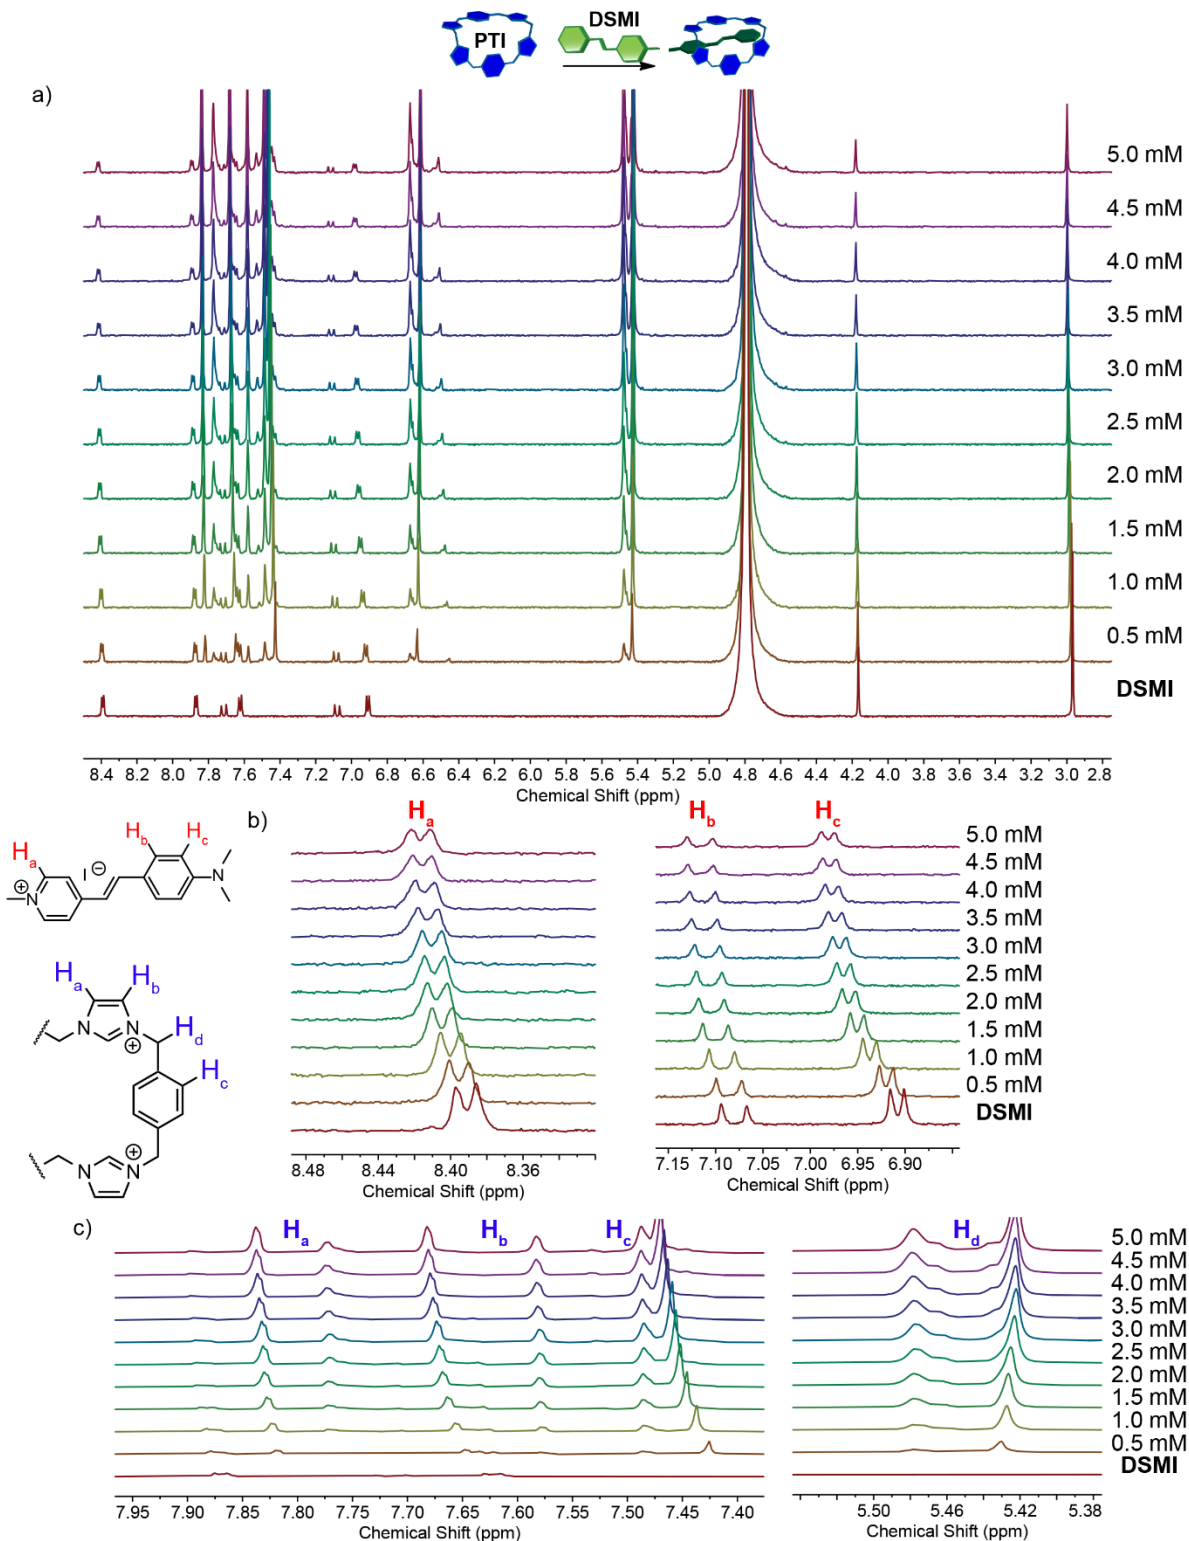 DSMI
PTI
a)
5.0 mM
4.5 mM
4.0 mM
3.5 mM
3.0 mM
2.5 mM
2.0 mM
1.5 mM
1.0 mM
0.5 mM
DSMI
8.4 8.2 8.0 7.8 7.6 7.4 7.2 7.0 6.8 6.6 6.4 6.2 6.0 5.8 5.6 5.4 5.2 5.0 4.8 4.6 4.4 4.2 4.0 3.8 3.6 3.4 3.2 3.0 2.8
Chemical Shift (ppm)
b)
Ha
Hb
Hc
5.0 mM
4.5 mM
4.0 mM
3.5 mM
3.0 mM
2.5 mM
2.0 mM
1.5 mM
1.0 mM
0.5 mM
DSMI
8.48 8.44 8.40 8.36
Chemical Shift (ppm)
7.15 7.10 7.05 7.00 6.95 6.90
Chemical Shift (ppm)
Ha
Hb
Hc
I ⊖
⊕
N
N
Ha
Hb
N
N
⊕
Hd
Hc
N
⊕
N
c)
Ha
Hb
Hc
Hd
5.0 mM
4.5 mM
4.0 mM
3.5 mM
3.0 mM
2.5 mM
2.0 mM
1.5 mM
1.0 mM
0.5 mM
DSMI
7.95 7.90 7.85 7.80 7.75 7.70 7.65 7.60 7.55 7.50 7.45 7.40
Chemical Shift (ppm)
5.50 5.46 5.42 5.38
Chemical Shift (ppm)